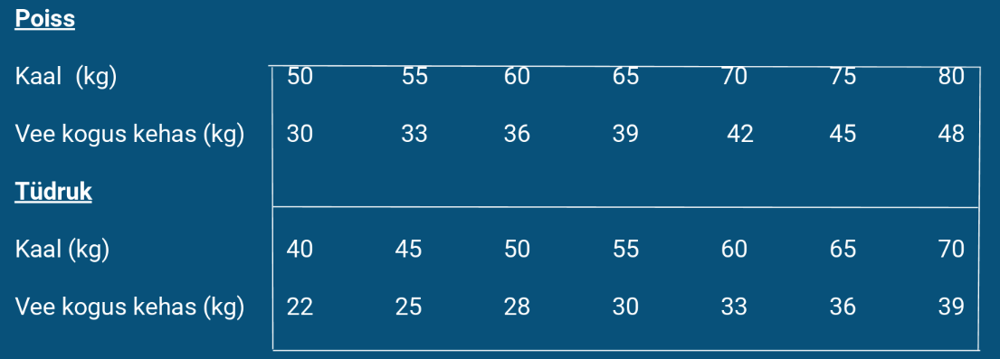 Poiss
Kaal (kg) 50 55 60 65 70 75 80
Vee kogus kehas (kg) 30 33 36 39 42 45 48
Tüdruk
Kaal (kg) 40 45 50 55 60 65 70
Vee kogus kehas (kg) 22 25 28 30 33 36 39